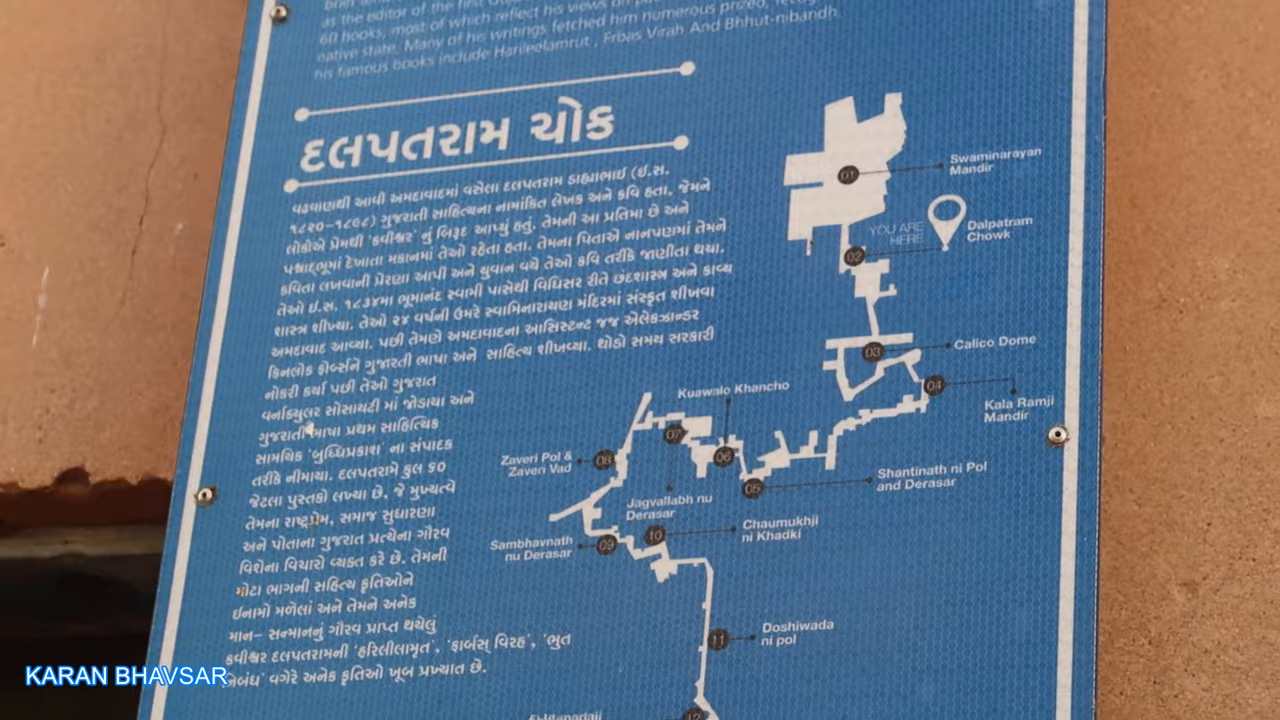 as the editor of the first
60 books, most of which reflect his views on
native state. Many of his writings fetched him numerous prized,
his famous books include Harileelamrut , Frbas Virah And Bhhut-nibandh.
દલપતરામ ચોક
વઢવાણથી આવી અમદાવાદમાં વસેલા દલપતરામ ડાહ્યાભાઈ (ઈ.સ.
૧૮૨૦-૧૮૯૮) ગુજરાતી સાહિત્યના નામાંકિત લેખક અને કવિ હતા. જેમને
લોકોએ પ્રેમથી 'કવીશ્વર' નું બિરૂદ આપ્યું હતું. તેમની આ પ્રતિમા છે અને
પશ્ચાદ્ભૂમાં દેખાતા મકાનમાં તેઓ રહેતા હતા. તેમના પિતાએ નાનપણમાં તેમને
કવિતા લખવાની પ્રેરણા આપી અને યુવાન વયે તેઓ કવિ તરીકે જાણીતા થયા.
તેઓ ઈ.સ. ૧૮૩૪મા ભૂમાનંદ સ્વામી પાસેથી વિધિસર રીતે છંદશાસ્ત્ર અને કાવ્ય
શાસ્ત્ર શીખ્યા. તેઓ ૨૪ વર્ષની ઉંમરે સ્વામિનારાયણ મંદિરમાં સંસ્કૃત શીખવા
અમદાવાદ આવ્યા. પછી તેમણે અમદાવાદના આસિસ્ટન્ટ જજ એલેકઝાન્ડર
કિનલોક ફોર્બ્સને ગુજારતી ભાષા અને સાહિત્ય શીખવ્યા. થોડો સમય સરકારી
નોકરી કર્યા પછી તેઓ ગુજરાત
વર્નાક્યુલર સોસાયટી માં જોડાયા અને
ગુજરાતી ભાષા પ્રથમ સાહિત્યિક
સામયિક 'બુધ્ધિપ્રકાશ' ના સંપાદક
તરીકે નીમાયા. દલપતરામે કુલ ૬૦
જેટલા પુસ્તકો લખ્યા છે, જે મુખ્યત્વે
તેમના રાષ્ટ્રપ્રેમ, સમાજ સુધારણા
અને પોતાના ગુજરાત પ્રત્યેના ગૌરવ
વિશેના વિચારો વ્યક્ત કરે છે. તેમની
મોટા ભાગની સહિત્ય કૃતિઓને
ઈનામો મળેલાં અને તેમને અનેક
માન- સન્માનનું ગૌરવ પ્રાપ્ત થયેલું
કવીશ્વર દલપતરામની 'હરિલીલામૃત', 'ફાર્બસ્ વિરહ', 'ભુત
નિબંધ' વગેરે અનેક કૃતિઓ ખૂબ પ્રખ્યાત છે.
01 Swaminarayan
Mandir
YOU ARE
HERE
02 Dalpatram
Chowk
03 Calico Dome
04 Kala Ramji
Mandir
05 Shantinath ni Pol
and Derasar
06 Kuawalo Khancho
07 Jagvallabh nu
Derasar
08 Zaveri Pol &
Zaveri Vad
09 Sambhavnath
nu Derasar
10 Chaumukhji
ni Khadki
11 Doshiwada
ni pol
12
KARAN BHAVSAR